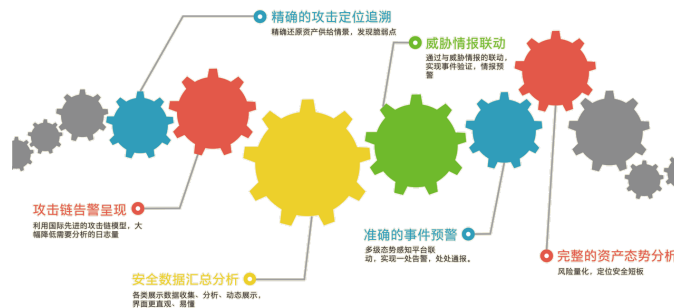 精确的攻击定位追溯
精确还原资产供给情景，发现脆弱点
威胁情报联动
通过与威胁情报的联动，
实现事件验证，情报预
警
攻击链告警呈现
利用国际先进的攻击链模型，大
幅降低需要分析的日志量
准确的事件预警
多级态势感知平台联
动，实现一处告警，处处通报。
完整的资产态势分析
风险量化，定位安全短板
安全数据汇总分析
各类展示数据收集、分析、动态展示，
界面更直观、易懂